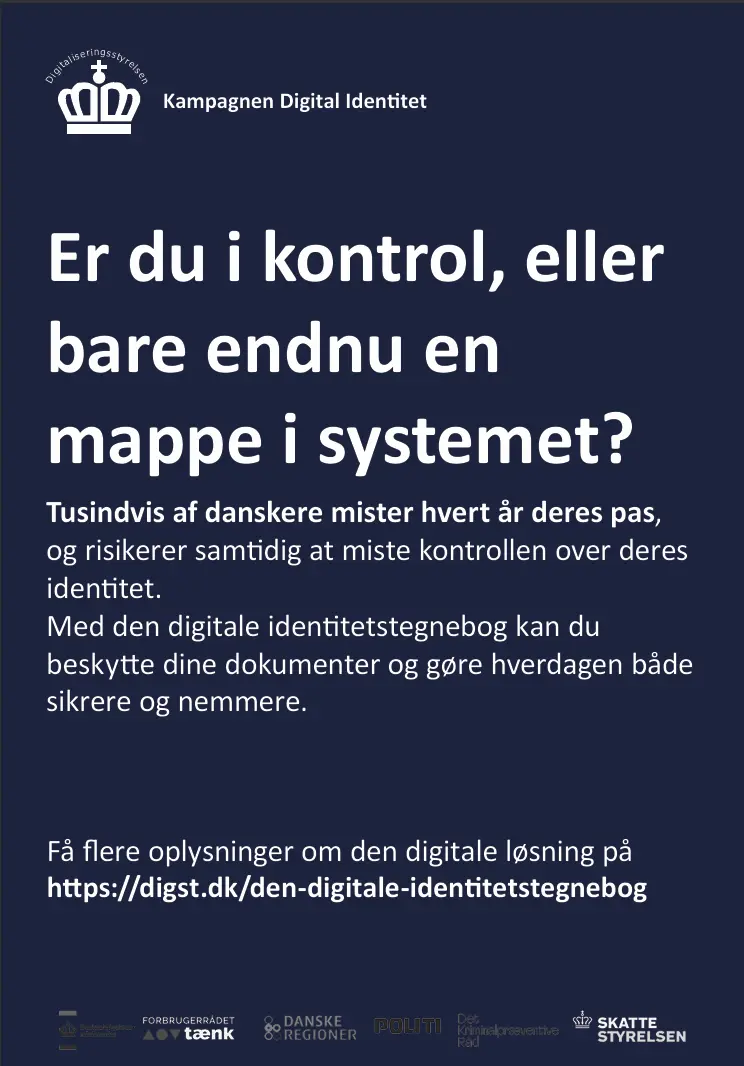 Digitaliseringsstyrelsen
Kampagnen Digital Identitet
Er du i kontrol, eller
bare endnu en
mappe i systemet?
Tusindvis af danskere mister hvert år deres pas,
og risikerer samtidig at miste kontrollen over deres
identitet.
Med den digitale identitetstegnebog kan du
beskytte dine dokumenter og gøre hverdagen både
sikrere og nemmere.
Få flere oplysninger om den digitale løsning på
https://digst.dk/den-digitale-identitetstegnebog
FORBRUGERRÅDET
tænk
DANSKE
REGIONER
POLITI
Det
Kriminalpræventive
Råd
SKATTE
STYRELSEN